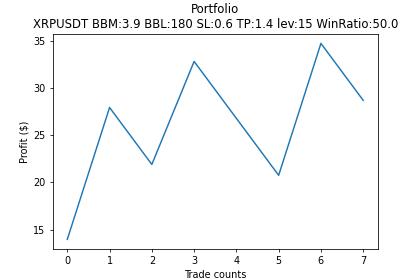 Portfolio
XRPUSDT BBM:3.9 BBL:180 SL:0.6 TP:1.4 lev:15 WinRatio:50.0
35
30
25
20
15
Profit ($)
0 1 2 3 4 5 6 7
Trade counts